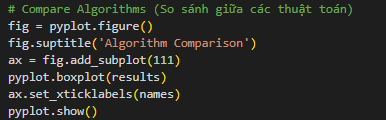 # Compare Algorithms (So sánh giữa các thuật toán)
fig = pyplot.figure()
fig.suptitle('Algorithm Comparison')
ax = fig.add_subplot(111)
pyplot.boxplot(results)
ax.set_xticklabels(names)
pyplot.show()